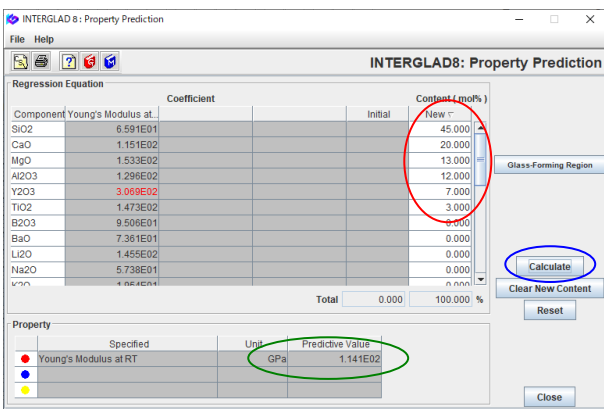 INTERGLAD 8 : Property Prediction
File Help
INTERGLAD8: Property Prediction
Regression Equation
Coefficient Content ( mol% )
Component Young's Modulus at... Initial New
SiO2 6.591E01 45.000
CaO 1.151E02 20.000
MgO 1.533E02 13.000
Al2O3 1.296E02 12.000
Y2O3 3.069E02 7.000
TiO2 1.473E02 3.000
B2O3 9.506E01 0.000
BaO 7.361E01 0.000
Li2O 1.455E02 0.000
Na2O 5.738E01 0.000
Total 0.000 100.000 %
Glass-Forming Region
Calculate
Clear New Content
Reset
Property
Specified Unit Predictive Value
Young's Modulus at RT GPa 1.141E02
Close